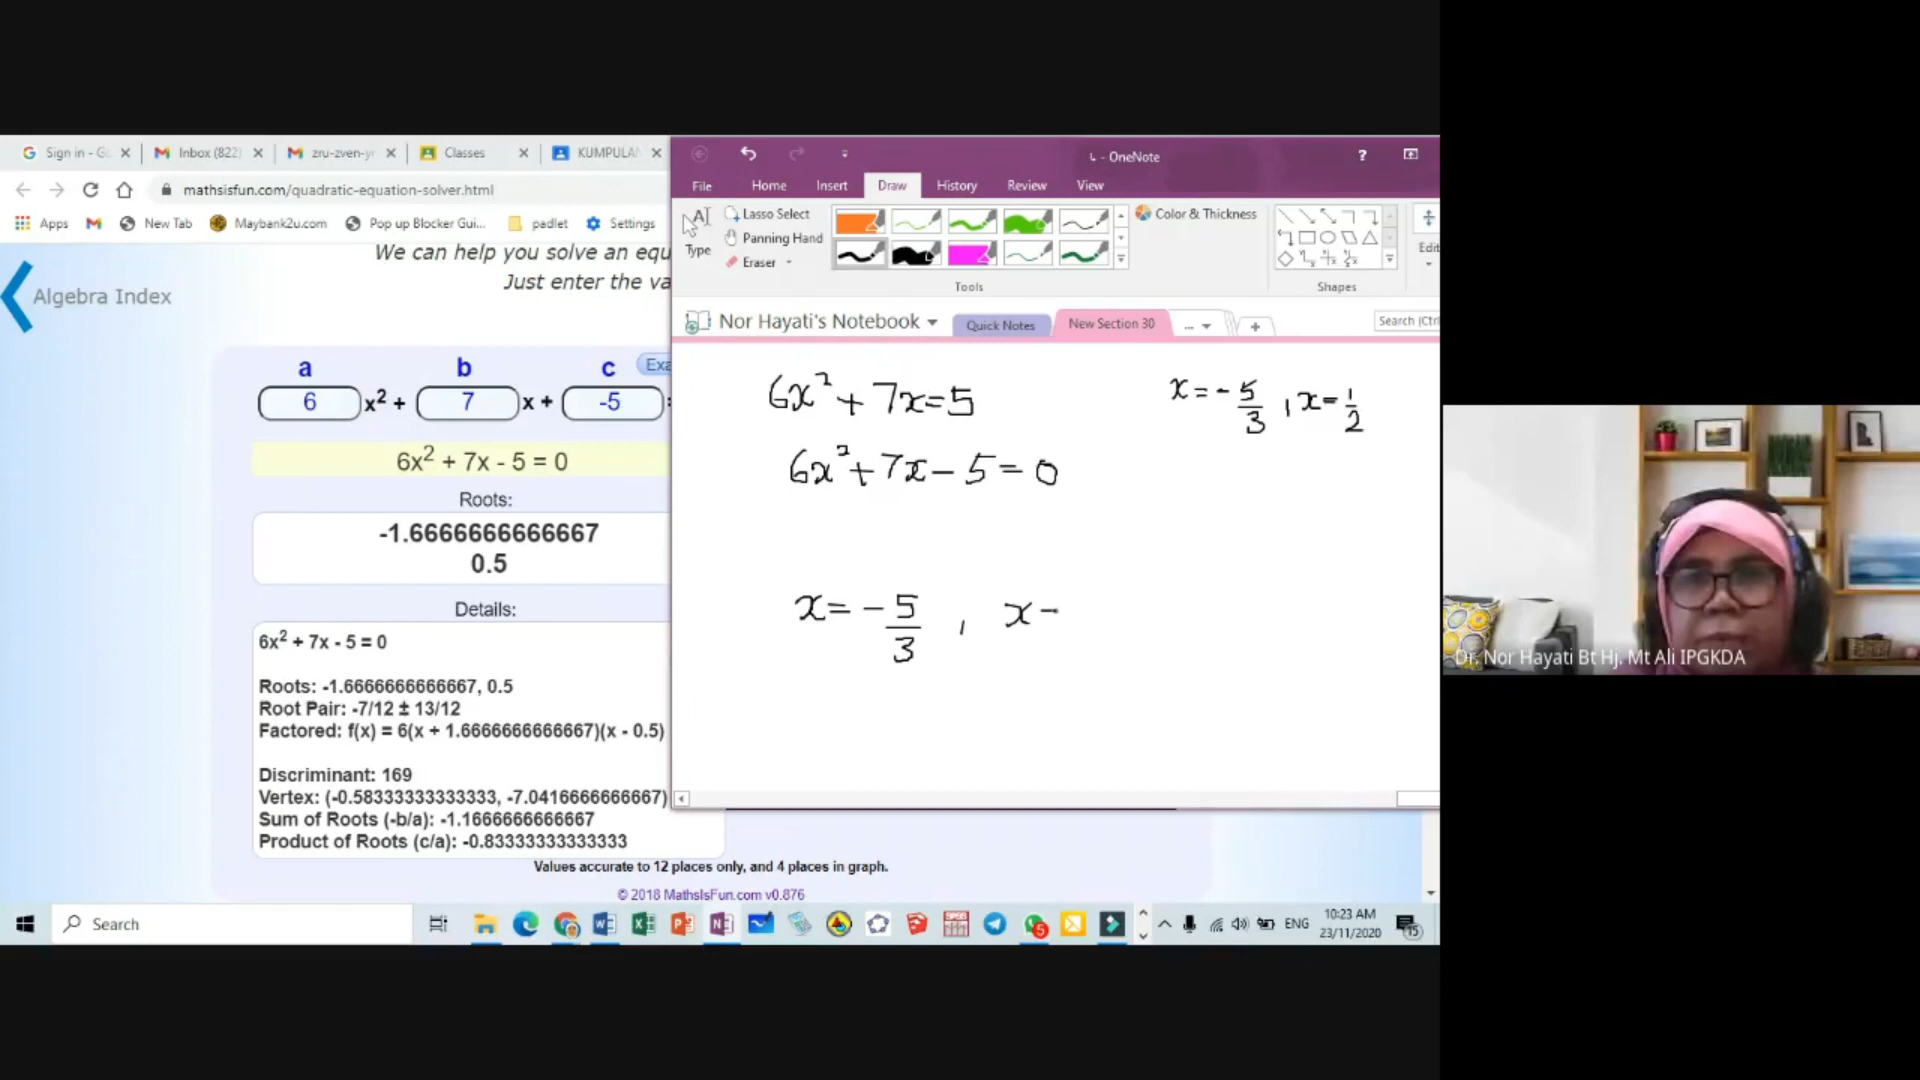 Sign in - G
Inbox (822)
zru-zven-y
Classes
KUMPULA
mathsisfun.com/quadratic-equation-solver.html
Apps
New Tab
Maybank2u.com
Pop up Blocker Gui...
padlet
Settings
We can help you solve an equ
Just enter the va
Algebra Index
a b c Exa
6 x² + 7 x + -5 =
6x² + 7x - 5 = 0
Roots:
-1.6666666666667
0.5
Details:
6x² + 7x - 5 = 0
Roots: -1.6666666666667, 0.5
Root Pair: -7/12 ± 13/12
Factored: f(x) = 6(x + 1.6666666666667)(x - 0.5)
Discriminant: 169
Vertex: (-0.58333333333333, -7.0416666666667)
Sum of Roots (-b/a): -1.1666666666667
Product of Roots (c/a): -0.83333333333333
Values accurate to 12 places only, and 4 places in graph.
© 2018 MathsIsFun.com v0.876
- OneNote
?
File Home Insert Draw History Review View
Type
Lasso Select
Panning Hand
Eraser
Color & Thickness
Edit
Tools
Shapes
Nor Hayati's Notebook
Quick Notes
New Section 30
...
+
Search (Ctrl
6x² + 7x = 5
x = -5/3 , x = 1/2
6x² + 7x - 5 = 0
x = -5/3 , x -
Dr. Nor Hayati Bt Hj. Mt Ali IPGKDA
Search
5
ENG
10:23 AM
23/11/2020
15